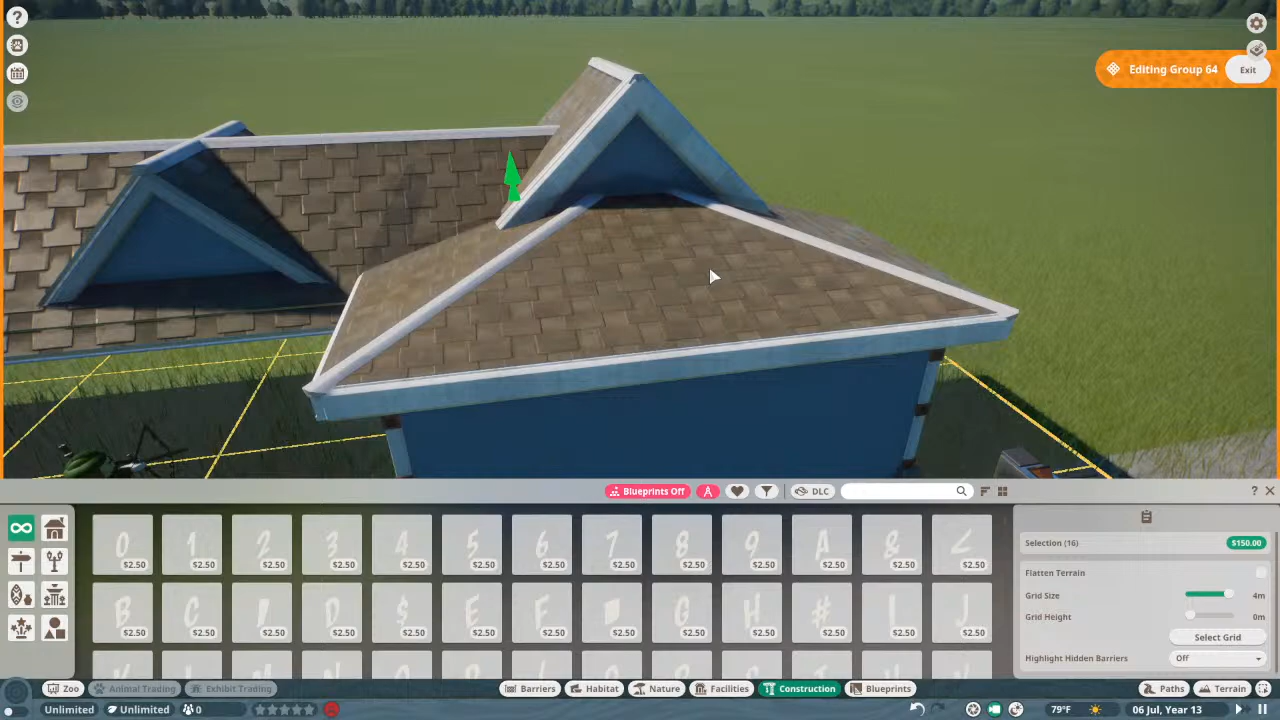 ?
Editing Group 64
Exit
Blueprints Off
DLC
?
0 $2.50 1 $2.50 2 $2.50 3 $2.50 4 $2.50 5 $2.50 6 $2.50 7 $2.50 8 $2.50 9 $2.50 A $2.50 & $2.50 $2.50
B $2.50 C $2.50 $2.50 D $2.50 $ $2.50 E $2.50 F $2.50 $2.50 G $2.50 H $2.50 # $2.50 I $2.50 J $2.50
Selection (16) $150.00
Flatten Terrain
Grid Size 4m
Grid Height 0m
Select Grid
Highlight Hidden Barriers Off
Zoo Animal Trading Exhibit Trading Barriers Habitat Nature Facilities Construction Blueprints Paths Terrain
Unlimited Unlimited 0 79°F 06 Jul, Year 13